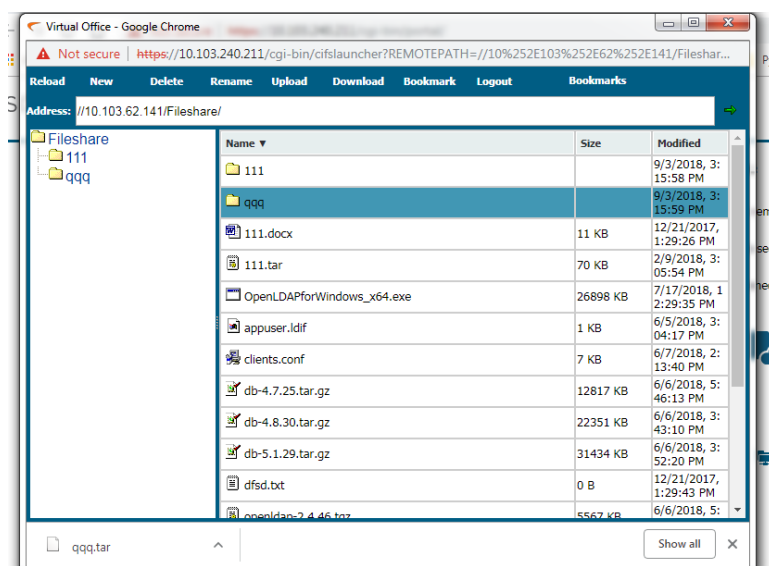 Virtual Office - Google Chrome
Not secure | https://10.103.240.211/cgi-bin/cifslauncher?REMOTEPATH=//10%252E103%252E62%252E141/Fileshar...
Reload New Delete Rename Upload Download Bookmark Logout Bookmarks
Address: //10.103.62.141/Fileshare/
Fileshare
111
qqq
Name ▼ Size Modified
111 9/3/2018, 3:
15:58 PM
qqq 9/3/2018, 3:
15:59 PM
111.docx 11 KB 12/21/2017,
1:29:26 PM
111.tar 70 KB 2/9/2018, 3:
05:54 PM
OpenLDAPforWindows_x64.exe 26898 KB 7/17/2018, 1
2:29:35 PM
appuser.ldif 1 KB 6/5/2018, 3:
04:17 PM
clients.conf 7 KB 6/7/2018, 2:
13:40 PM
db-4.7.25.tar.gz 12817 KB 6/6/2018, 5:
46:13 PM
db-4.8.30.tar.gz 22351 KB 6/6/2018, 3:
43:10 PM
db-5.1.29.tar.gz 31434 KB 6/6/2018, 3:
52:20 PM
dfsd.txt 0 B 12/21/2017,
1:29:43 PM
openldap-2.4.46.tgz 5567 KB 6/6/2018, 5:
qqq.tar Show all